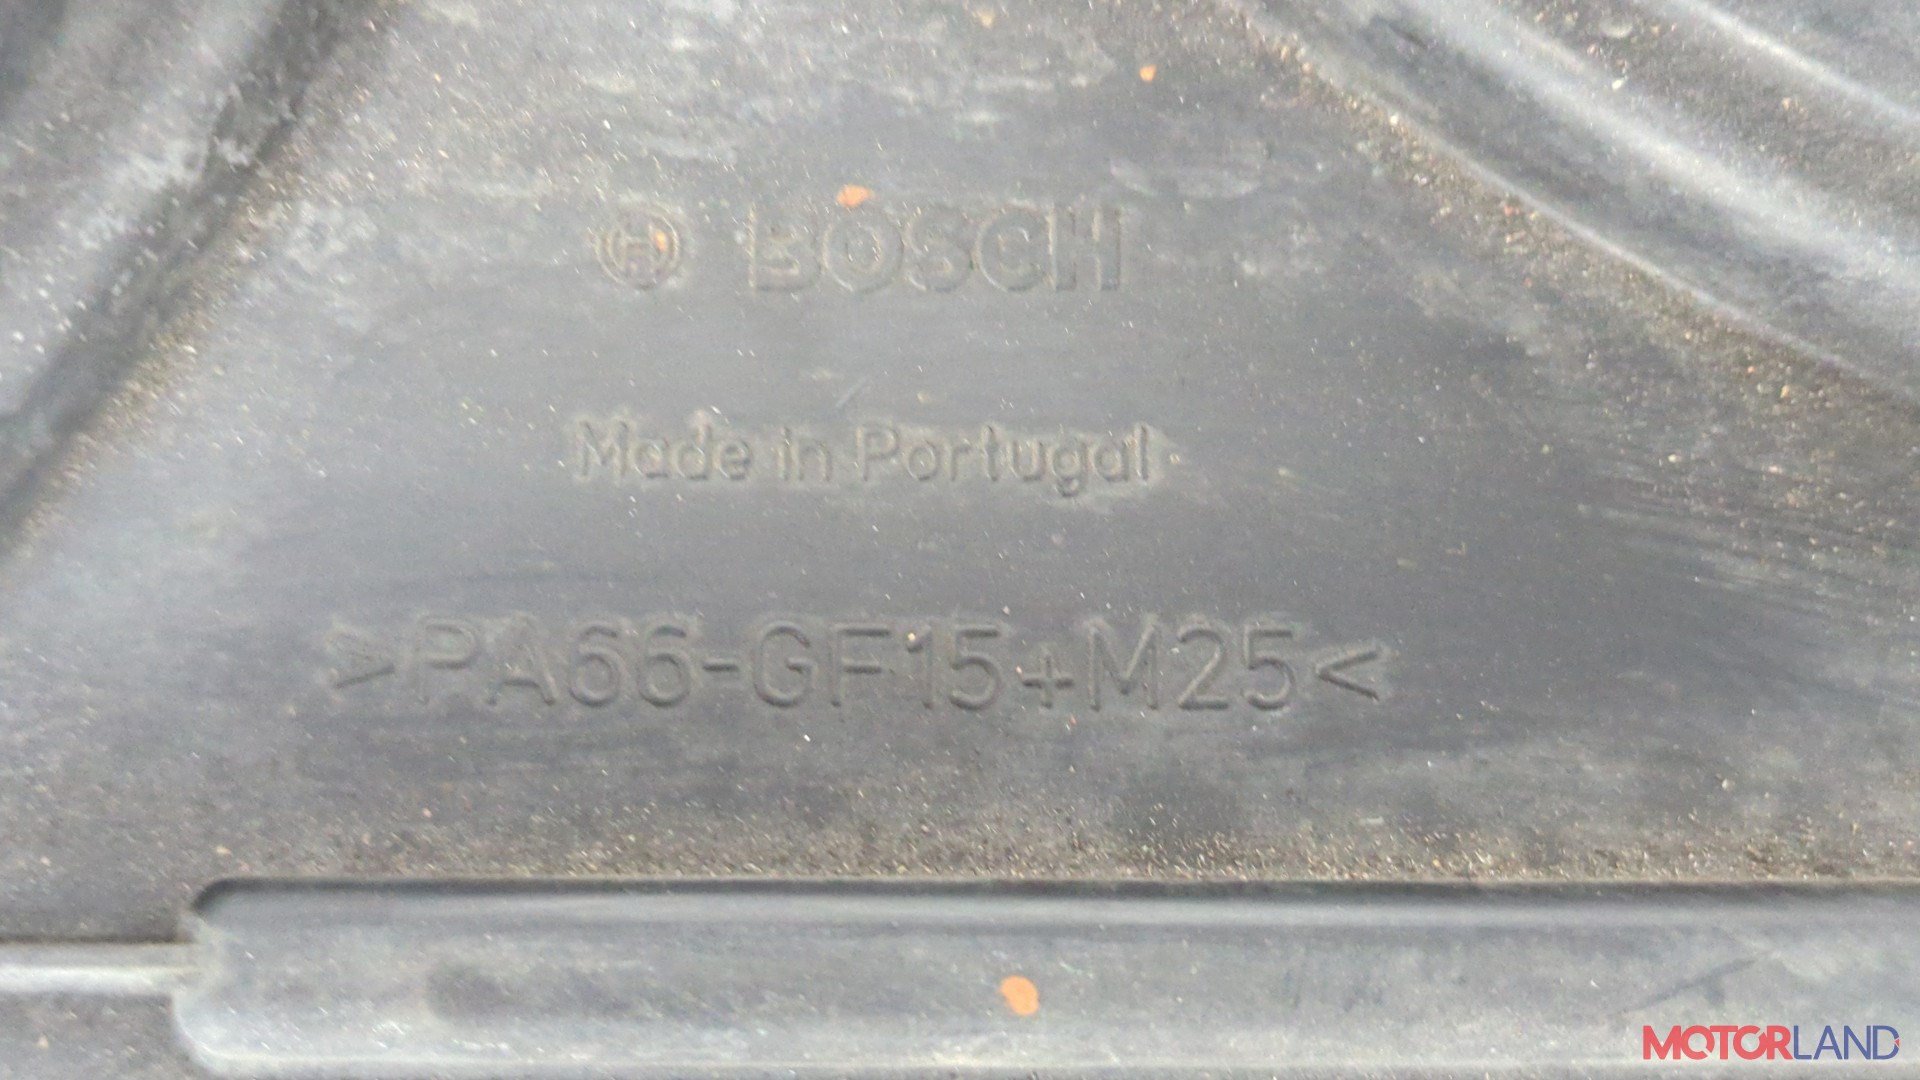 BOSCH
Made in Portugal
>PA66-GF15+M25<
MOTORLAND